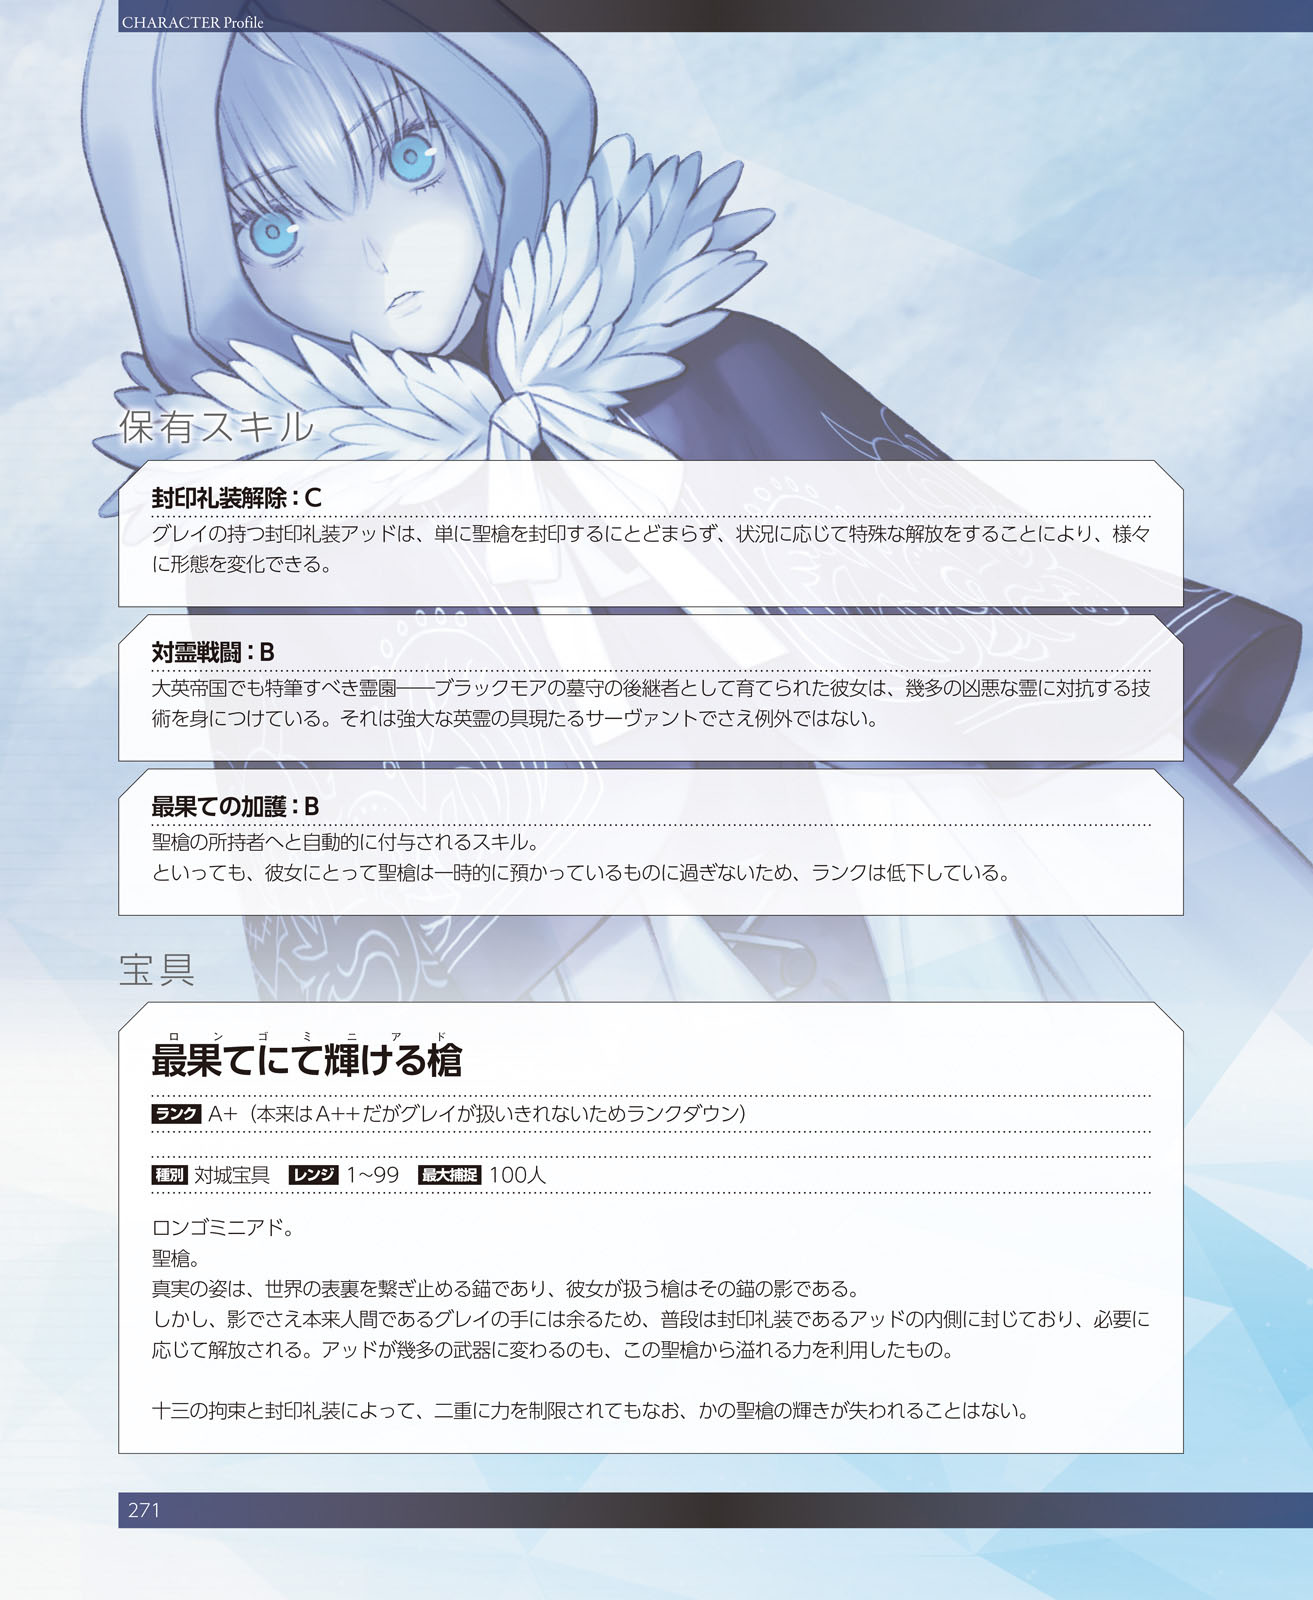 CHARACTER Profile
保有スキル
封印礼装解除：C
グレイの持つ封印礼装アッドは、単に聖槍を封印するにとどまらず、状況に応じて特殊な解放をすることにより、様々
に形態を変化できる。
対霊戦闘：B
大英帝国でも特筆すべき霊園――ブラックモアの墓守の後継者として育てられた彼女は、幾多の凶悪な霊に対抗する技
術を身につけている。それは強大な英霊の具現たるサーヴァントでさえ例外ではない。
最果ての加護：B
聖槍の所持者へと自動的に付与されるスキル。
といっても、彼女にとって聖槍は一時的に預かっているものに過ぎないため、ランクは低下している。
宝具
ロンゴミニアド
最果てにて輝ける槍
ランク A+（本来はA++だがグレイが扱いきれないためランクダウン）
種別 対城宝具 レンジ 1～99 最大捕捉 100人
ロンゴミニアド。
聖槍。
真実の姿は、世界の表裏を繋ぎ止める錨であり、彼女が扱う槍はその錨の影である。
しかし、影でさえ本来人間であるグレイの手には余るため、普段は封印礼装であるアッドの内側に封じており、必要に
応じて解放される。アッドが幾多の武器に変わるのも、この聖槍から溢れる力を利用したもの。
十三の拘束と封印礼装によって、二重に力を制限されてもなお、かの聖槍の輝きが失われることはない。
271